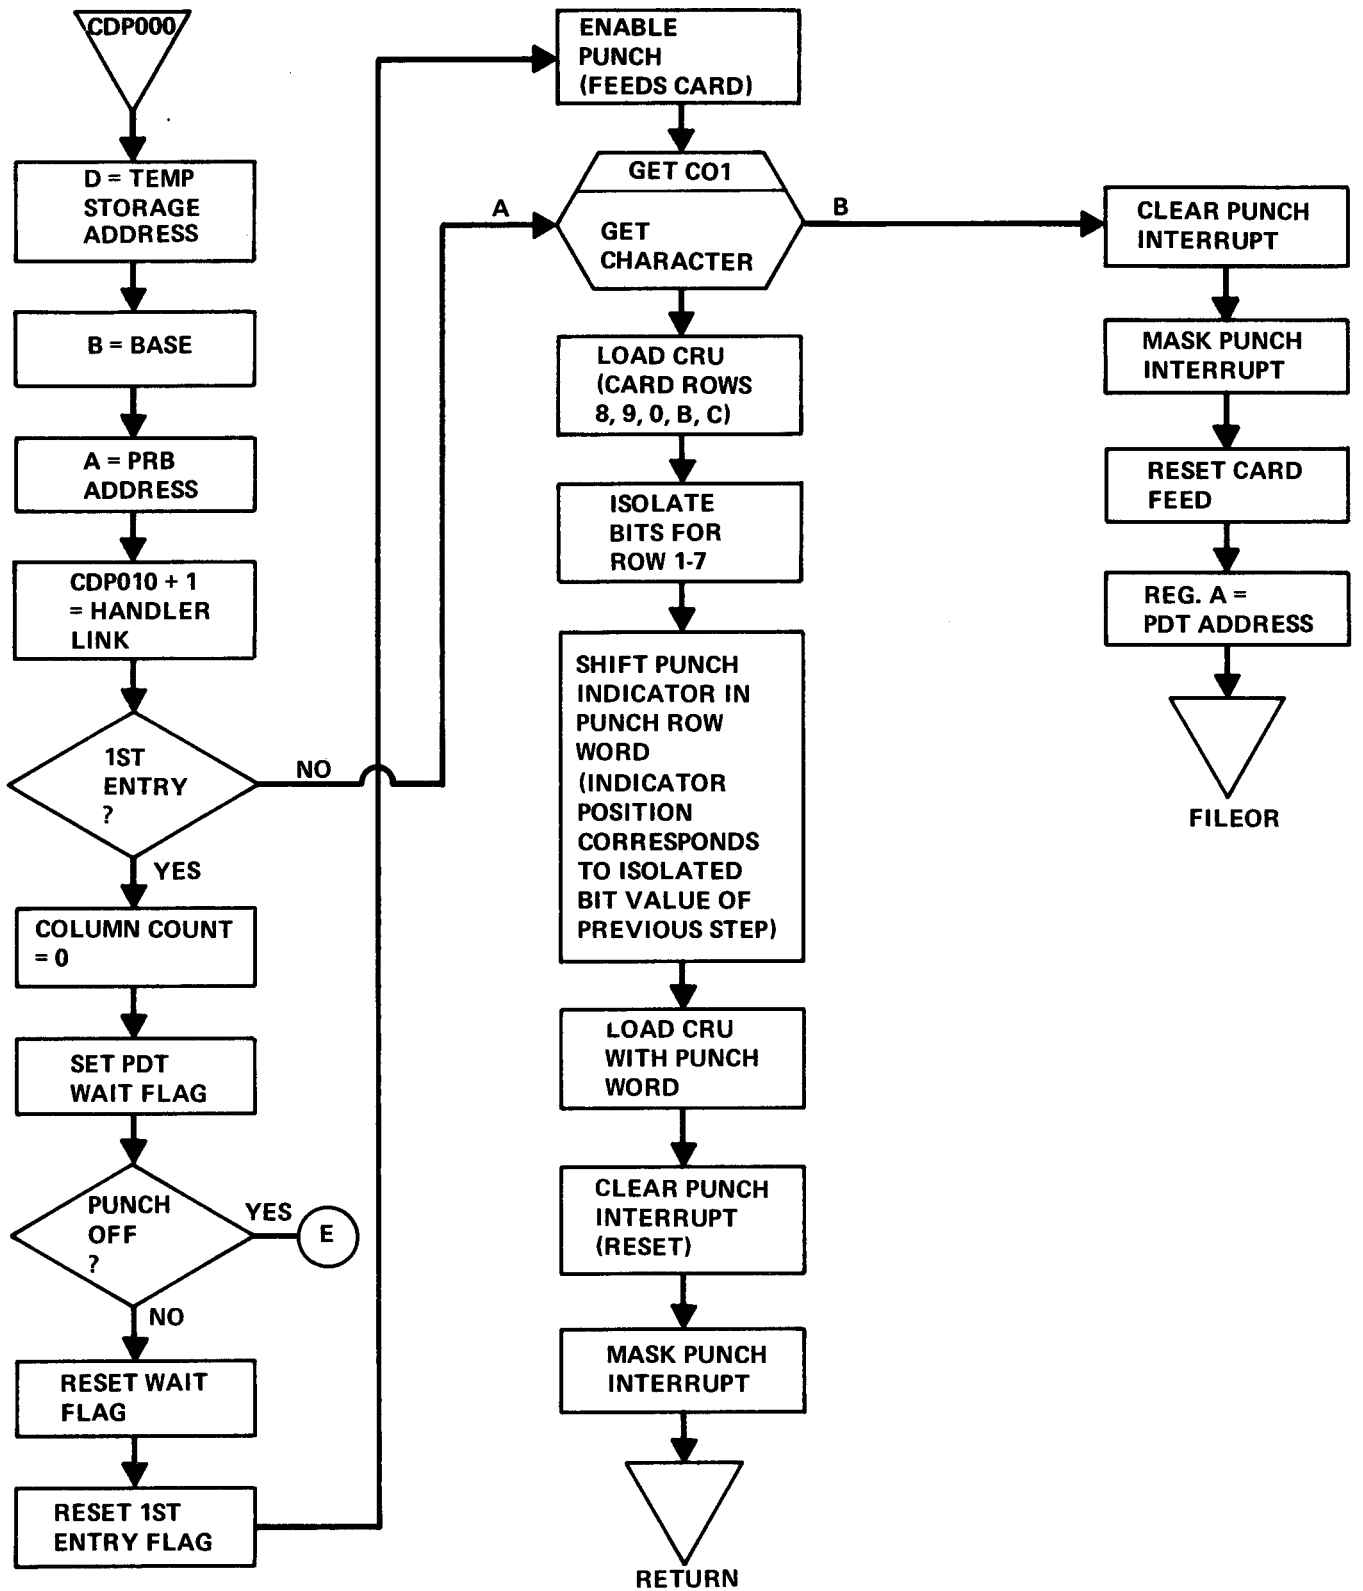 CDP000
D = TEMP
STORAGE
ADDRESS
B = BASE
A = PRB
ADDRESS
CDP010 + 1
= HANDLER
LINK
1ST
ENTRY
?
NO
YES
COLUMN COUNT
= 0
SET PDT
WAIT FLAG
PUNCH
OFF
?
YES
E
NO
RESET WAIT
FLAG
RESET 1ST
ENTRY FLAG
ENABLE
PUNCH
(FEEDS CARD)
A
GET CO1
GET
CHARACTER
B
LOAD CRU
(CARD ROWS
8, 9, 0, B, C)
ISOLATE
BITS FOR
ROW 1-7
SHIFT PUNCH
INDICATOR IN
PUNCH ROW
WORD
(INDICATOR
POSITION
CORRESPONDS
TO ISOLATED
BIT VALUE OF
PREVIOUS STEP)
LOAD CRU
WITH PUNCH
WORD
CLEAR PUNCH
INTERRUPT
(RESET)
MASK PUNCH
INTERRUPT
RETURN
CLEAR PUNCH
INTERRUPT
MASK PUNCH
INTERRUPT
RESET CARD
FEED
REG. A =
PDT ADDRESS
FILEOR